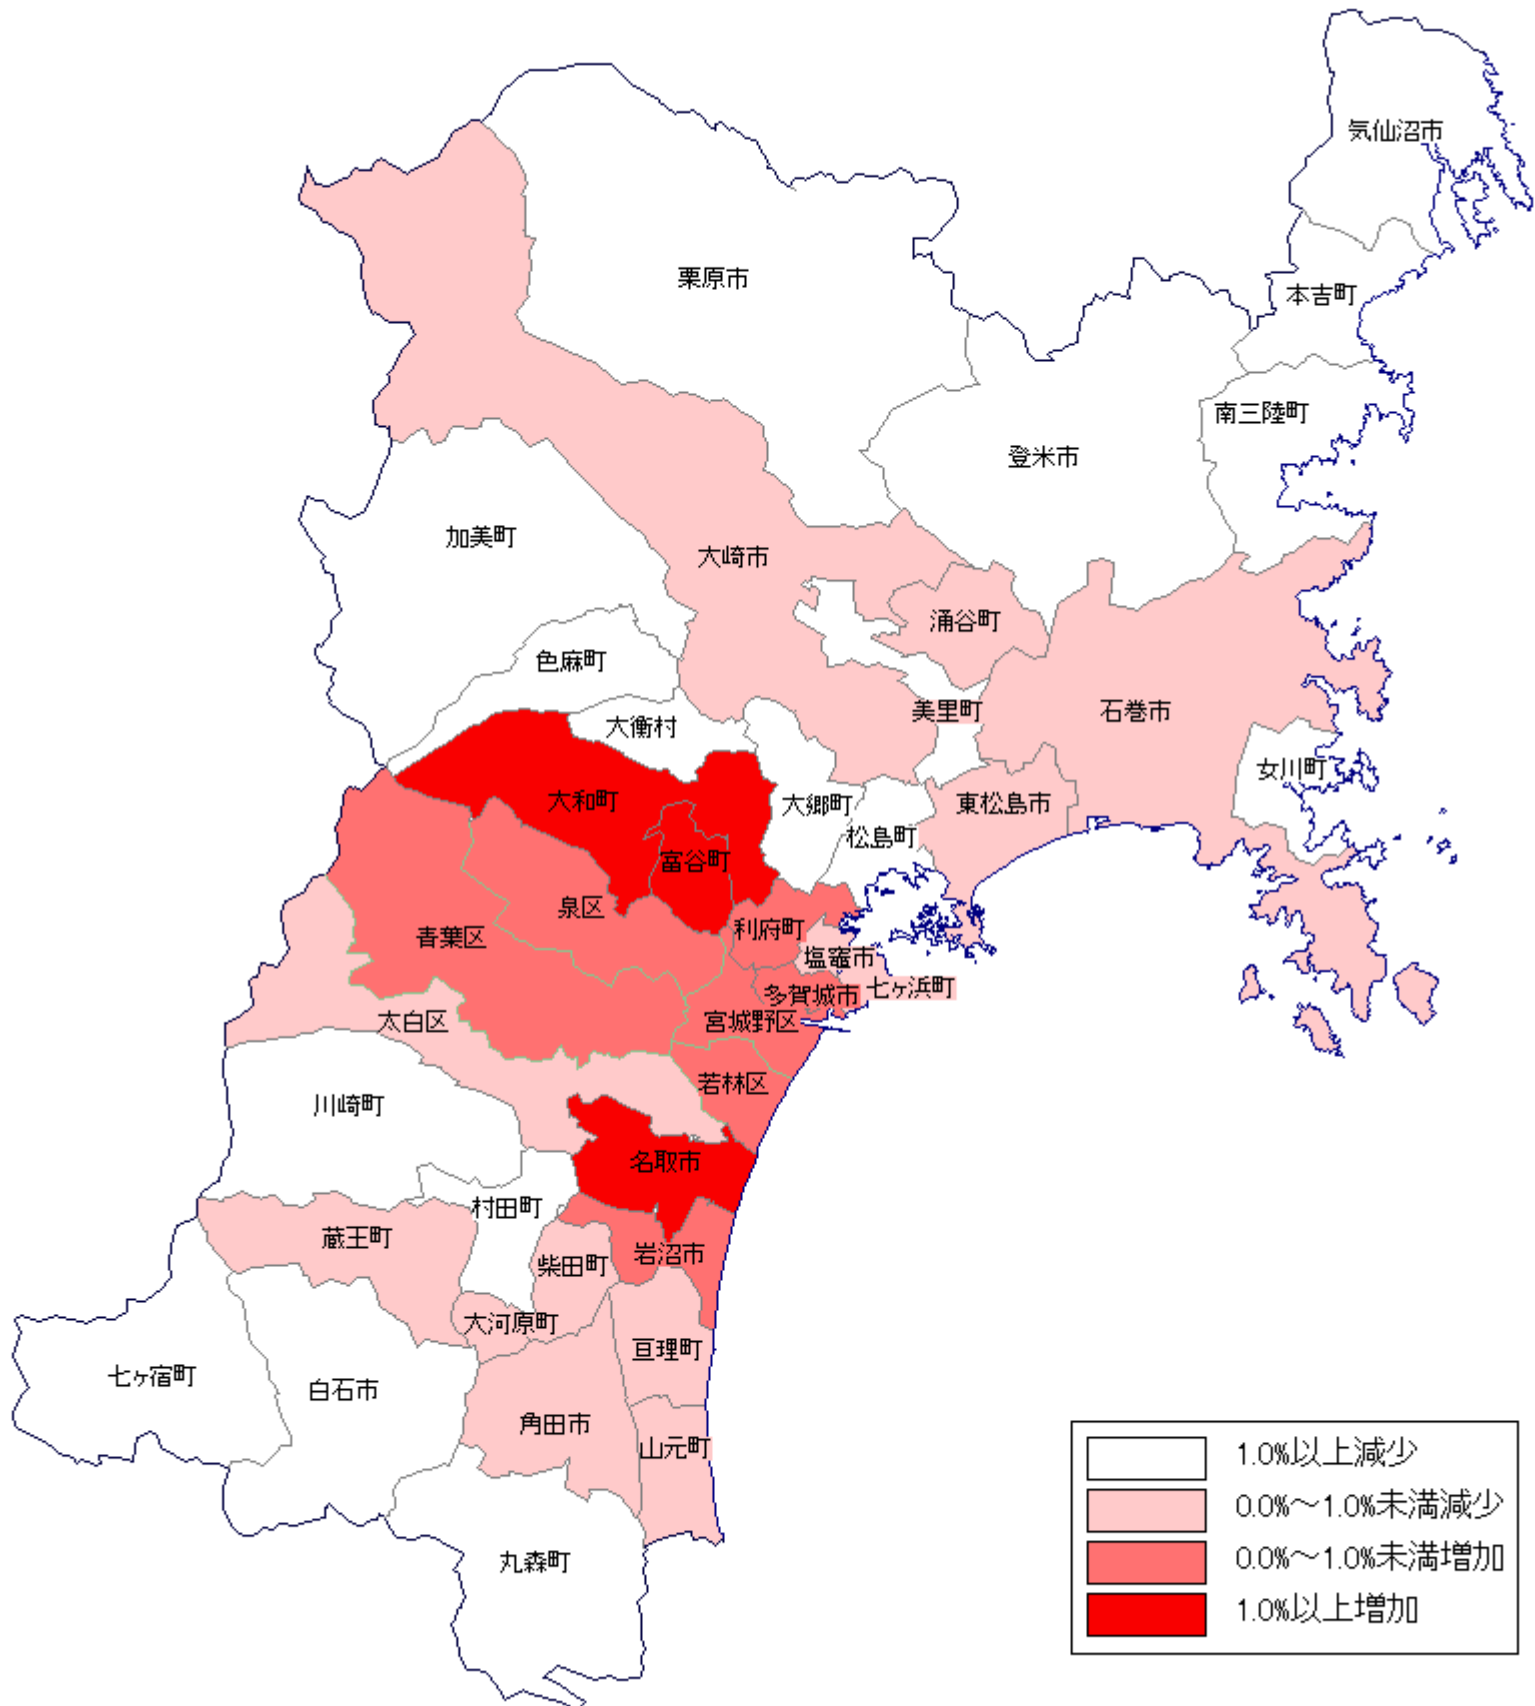 気仙沼市
栗原市
本吉町
南三陸町
登米市
加美町
大崎市
涌谷町
色麻町
美里町
石巻市
大衡村
女川町
大和町
大郷町
東松島市
松島町
富谷町
泉区
利府町
青葉区
塩竈市
七ヶ浜町
多賀城市
太白区
宮城野区
若林区
川崎町
名取市
村田町
蔵王町
岩沼市
柴田町
大河原町
亘理町
七ヶ宿町
白石市
角田市
山元町
丸森町
1.0%以上減少
0.0%～1.0%未満減少
0.0%～1.0%未満増加
1.0%以上増加